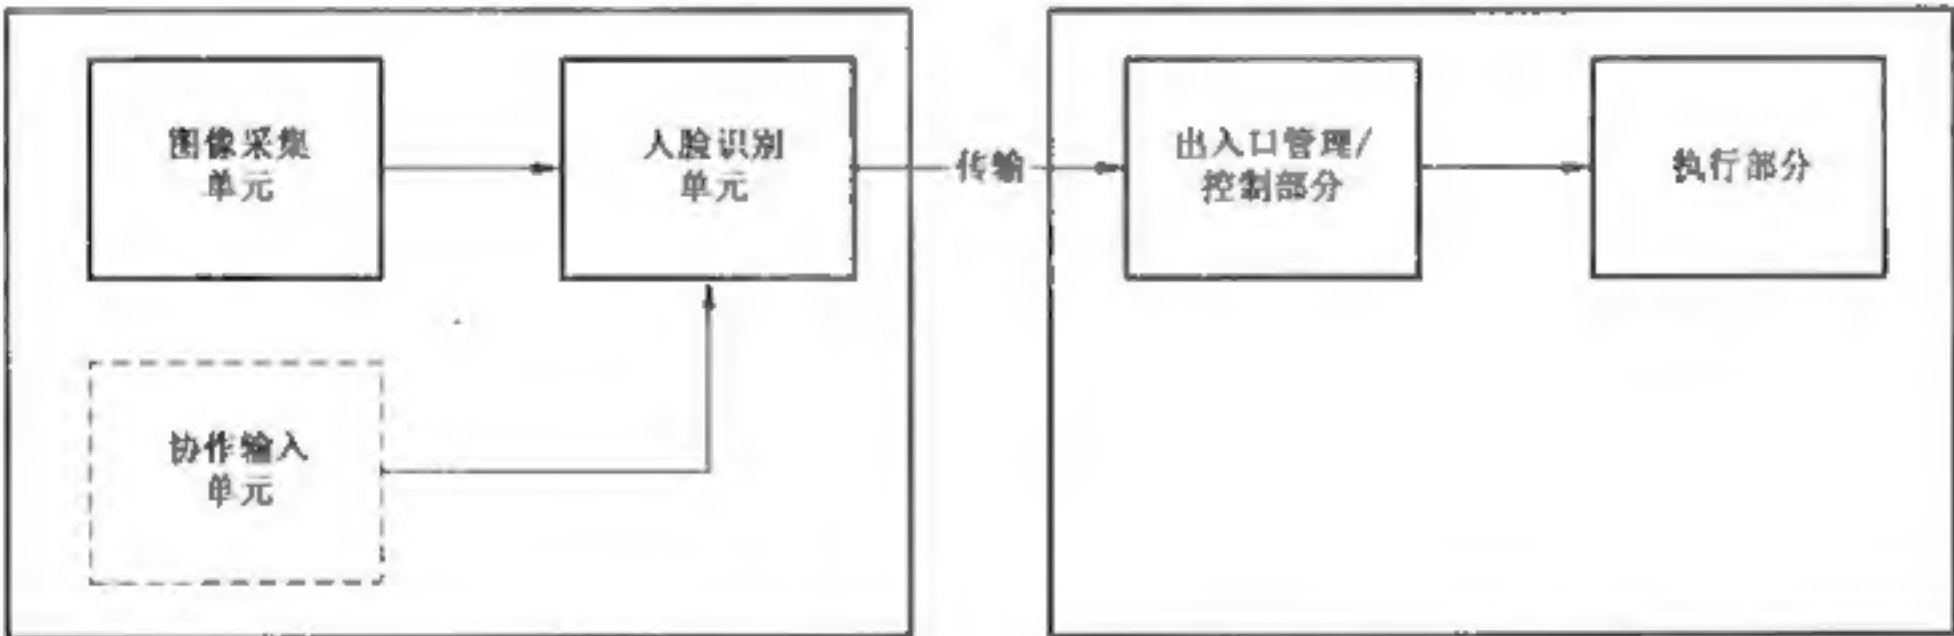 图像采集
单元
人脸识别
单元
传输
出入口管理/
控制部分
执行部分
协作输入
单元